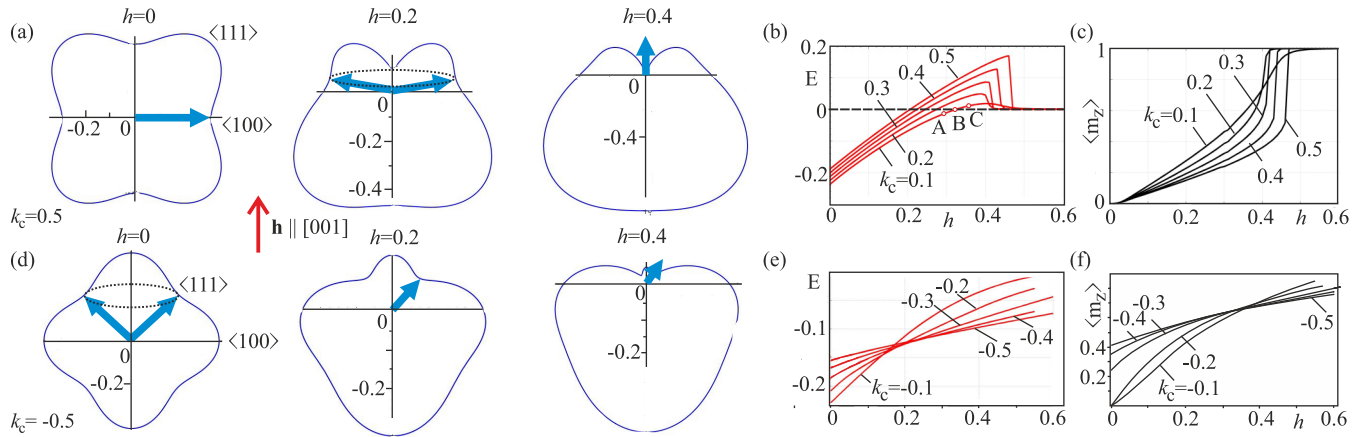 (a)
h=0
⟨111⟩
-0.2
0
⟨100⟩
k_c=0.5
h=0.2
0
-0.2
-0.4
h=0.4
0
-0.4
h ∥ [001]
(b)
0.2
E
0
-0.2
0.5
0.4
0.3
A B C
0.2
k_c=0.1
0 0.2 h 0.4 0.6
(c)
1
⟨m_z⟩
0
0.3
0.2
k_c=0.1
0.5
0.4
0 0.2 h 0.4 0.6
(d)
h=0
⟨111⟩
⟨100⟩
0
-0.2
k_c= -0.5
h=0.2
0
-0.2
h=0.4
0
-0.2
(e)
E
-0.1
-0.2
-0.2
-0.3
-0.4
-0.5
k_c=-0.1
0 0.2 0.4 h 0.6
(f)
⟨m_z⟩
0.4
0.2
0
-0.3
-0.4
-0.5
-0.2
k_c=-0.1
0 0.2 0.4 h 0.6